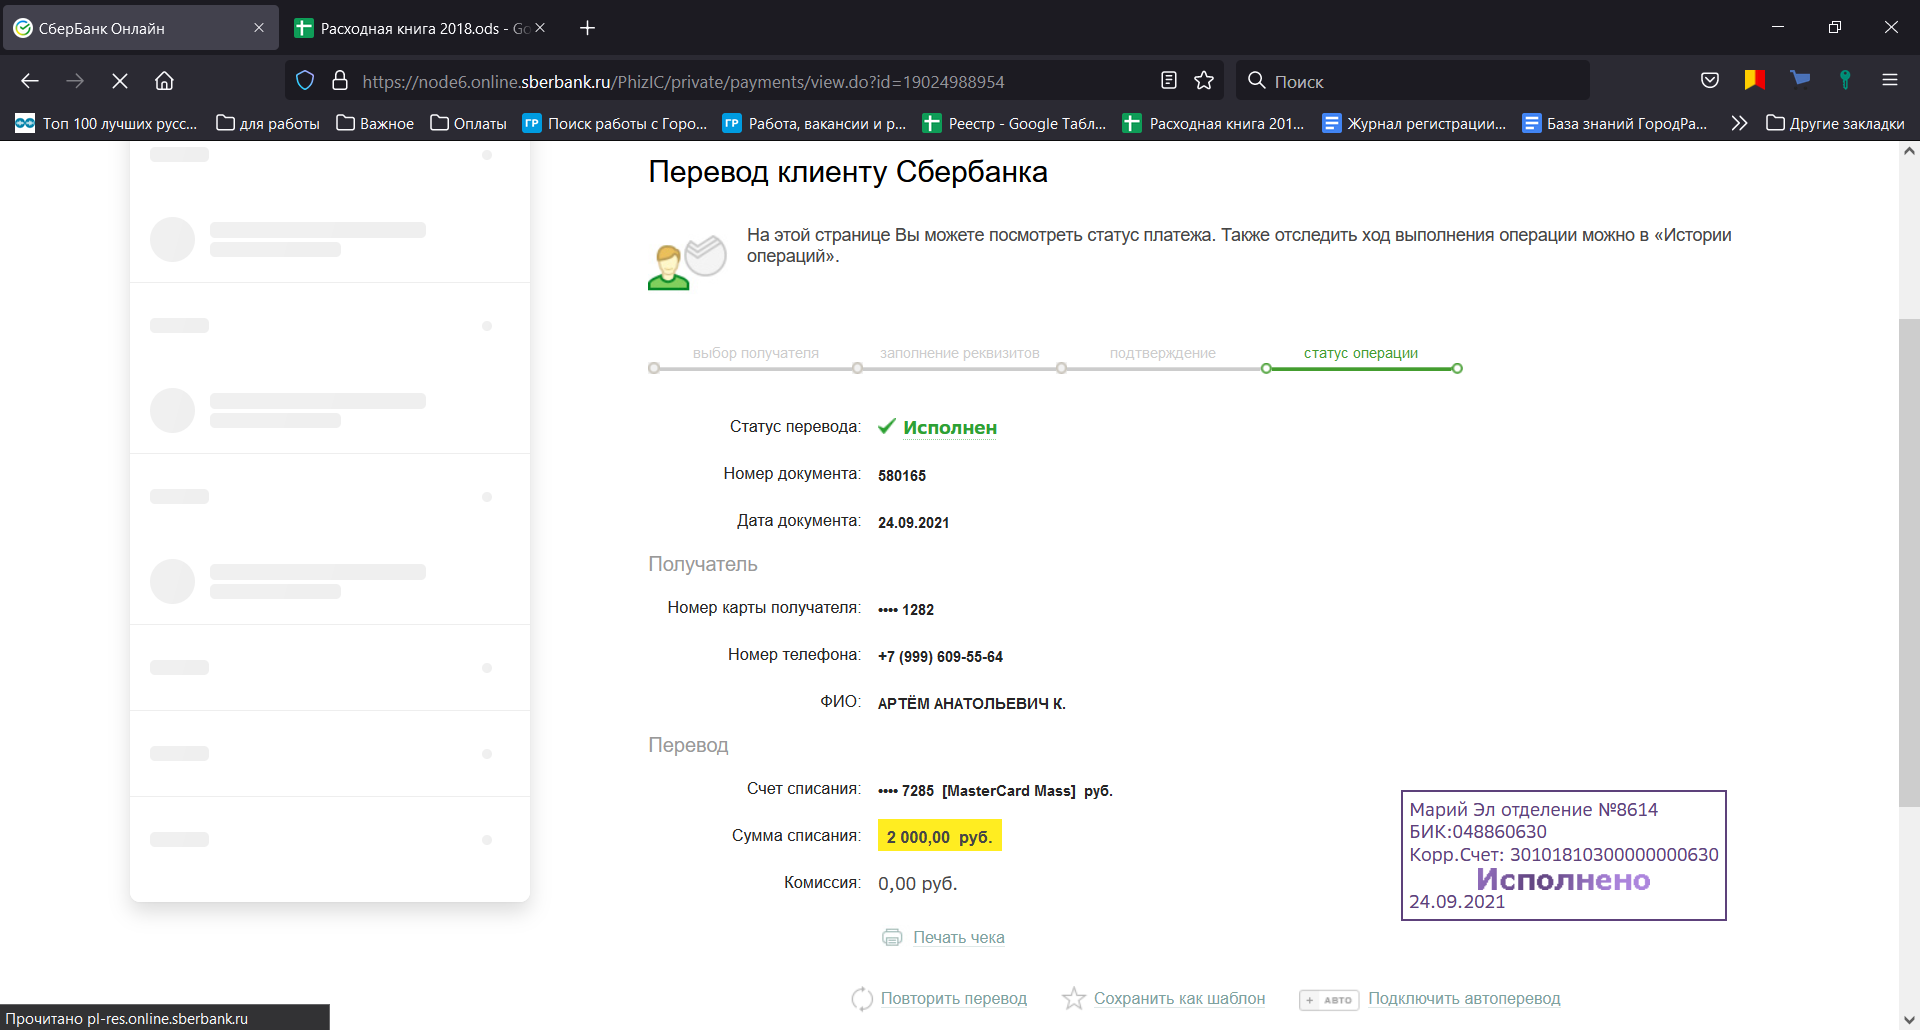 СберБанк Онлайн
Расходная книга 2018.ods - Go
https://node6.online.sberbank.ru/PhizIC/private/payments/view.do?id=19024988954
Поиск
Топ 100 лучших русс...
для работы
Важное
Оплаты
Поиск работы с Горо...
Работа, вакансии и р...
Реестр - Google Табл...
Расходная книга 201...
Журнал регистрации...
База знаний ГородРа...
Другие закладки
Перевод клиенту Сбербанка
На этой странице Вы можете посмотреть статус платежа. Также отследить ход выполнения операции можно в «Истории
операций».
выбор получателя
заполнение реквизитов
подтверждение
статус операции
Статус перевода: Исполнен
Номер документа: 580165
Дата документа: 24.09.2021
Получатель
Номер карты получателя: •••• 1282
Номер телефона: +7 (999) 609-55-64
ФИО: АРТЁМ АНАТОЛЬЕВИЧ К.
Перевод
Счет списания: •••• 7285 [MasterCard Mass] руб.
Сумма списания: 2 000,00 руб.
Комиссия: 0,00 руб.
Марий Эл отделение №8614
БИК:048860630
Корр.Счет: 30101810300000000630
Исполнено
24.09.2021
Печать чека
Повторить перевод
Сохранить как шаблон
+ АВТО
Подключить автоперевод
Прочитано pl-res.online.sberbank.ru